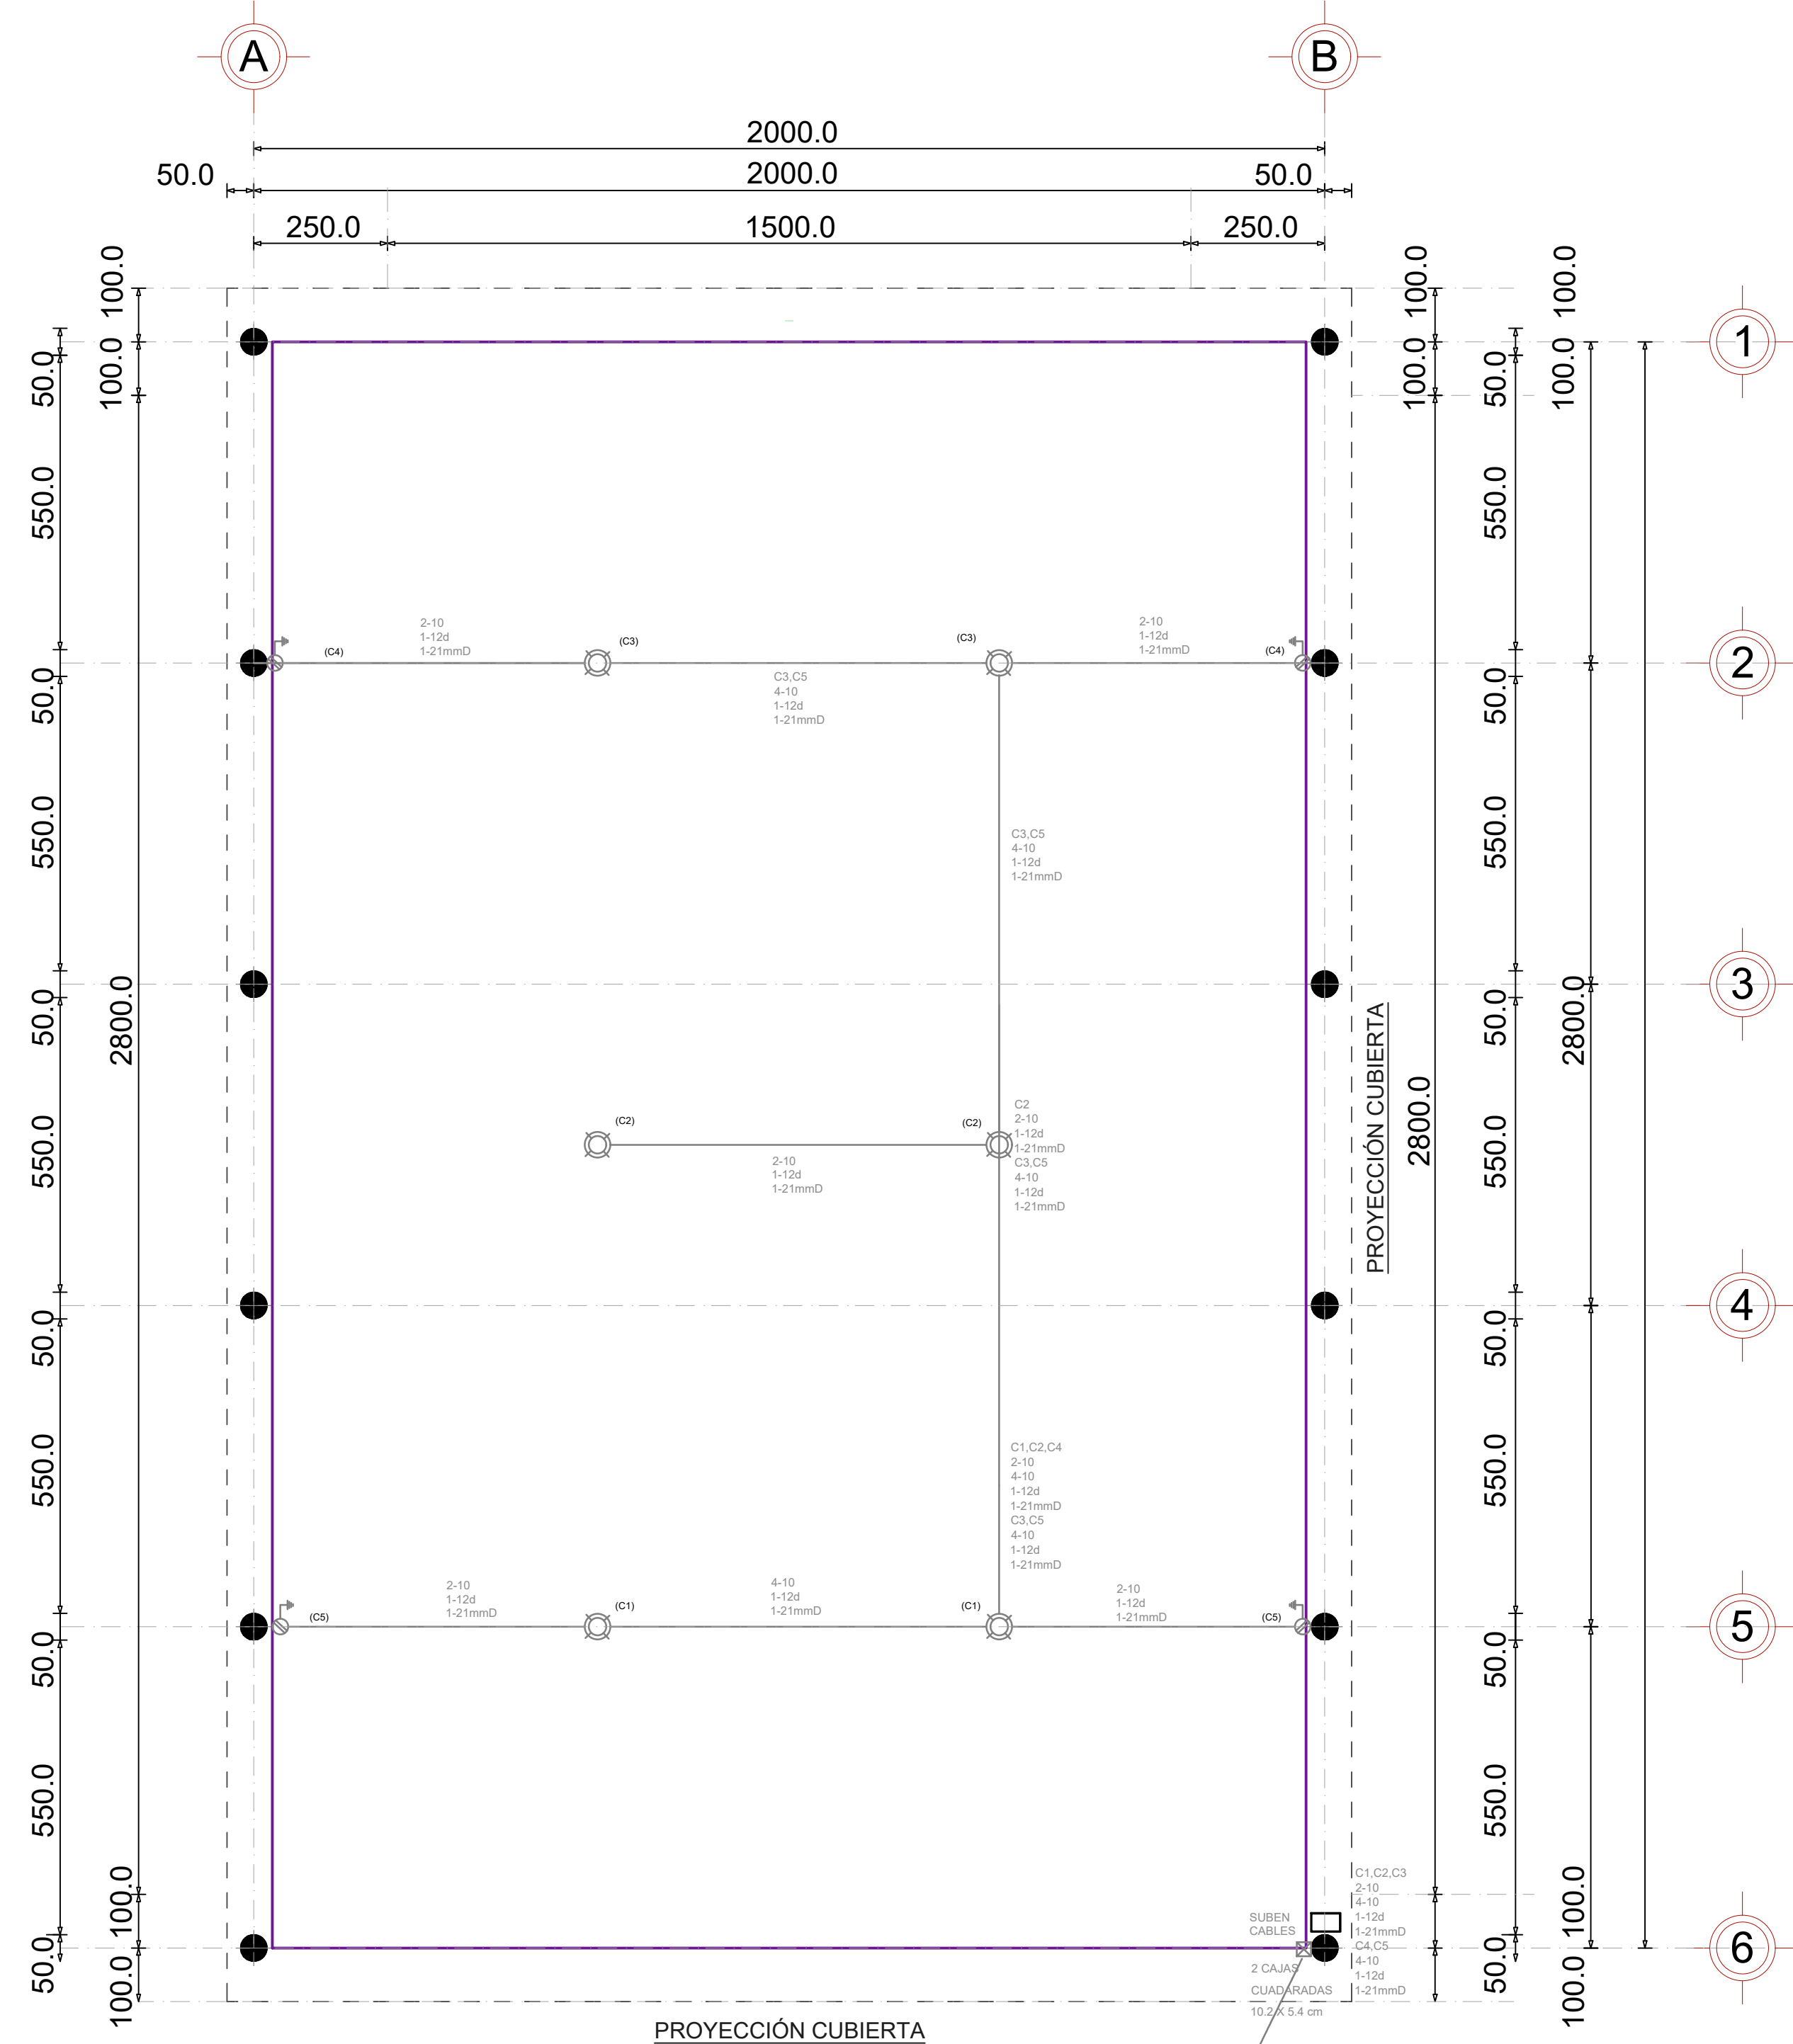 A
B
2000.0
50.0
2000.0
50.0
250.0
1500.0
250.0
100.0
100.0
100.0
50.0
100.0
100.0
50.0
100.0
1
550.0
550.0
2-10
1-12d
1-21mmD
2-10
1-12d
1-21mmD
(C4)
(C3)
(C3)
(C4)
2
50.0
C3,C5
4-10
1-12d
1-21mmD
50.0
550.0
C3,C5
4-10
1-12d
1-21mmD
550.0
50.0
2800.0
50.0
2800.0
3
PROYECCIÓN CUBIERTA
2800.0
550.0
(C2)
(C2)
C2
2-10
1-12d
1-21mmD
C3,C5
4-10
1-12d
1-21mmD
2-10
1-12d
1-21mmD
550.0
50.0
50.0
4
550.0
C1,C2,C4
2-10
4-10
1-12d
1-21mmD
C3,C5
4-10
1-12d
1-21mmD
550.0
2-10
1-12d
1-21mmD
4-10
1-12d
1-21mmD
2-10
1-12d
1-21mmD
(C5)
(C1)
(C1)
(C5)
5
50.0
50.0
550.0
550.0
100.0
C1,C2,C3
2-10
4-10
1-12d
1-21mmD
C4,C5
4-10
1-12d
1-21mmD
100.0
SUBEN
CABLES
50.0
100.0
2 CAJAS
CUADARADAS
10.2 X 5.4 cm
50.0
100.0
6
PROYECCIÓN CUBIERTA